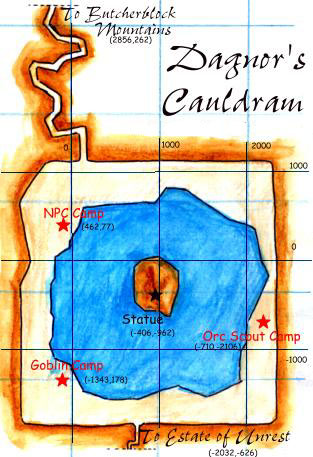 To Butcherblock
Mountains
(2856,262)
Dagnor's
Cauldram
0
1000
2000
1000
NPC Camp
(462,77)
0
Statue
(-406,-962)
Orc Scout Camp
(-710,-2106)
Goblin Camp
(-1343,178)
-1000
To Estate of Unrest
(-2032,-626)